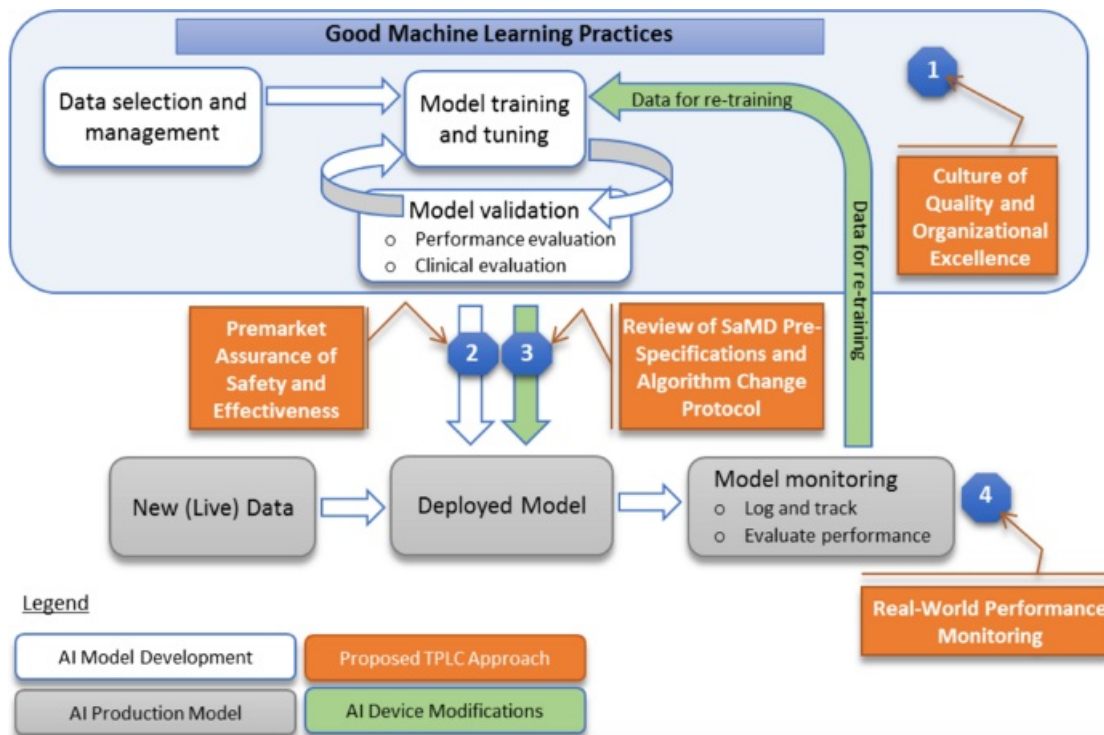 Good Machine Learning Practices
Data selection and
management
Model training
and tuning
Data for re-training
1
Culture of
Quality and
Organizational
Excellence
Model validation
o Performance evaluation
o Clinical evaluation
Data for re-training
Premarket
Assurance of
Safety and
Effectiveness
2
3
Review of SaMD Pre-
Specifications and
Algorithm Change
Protocol
New (Live) Data
Deployed Model
Model monitoring
o Log and track
o Evaluate performance
4
Real-World Performance
Monitoring
Legend
AI Model Development
Proposed TPLC Approach
AI Production Model
AI Device Modifications